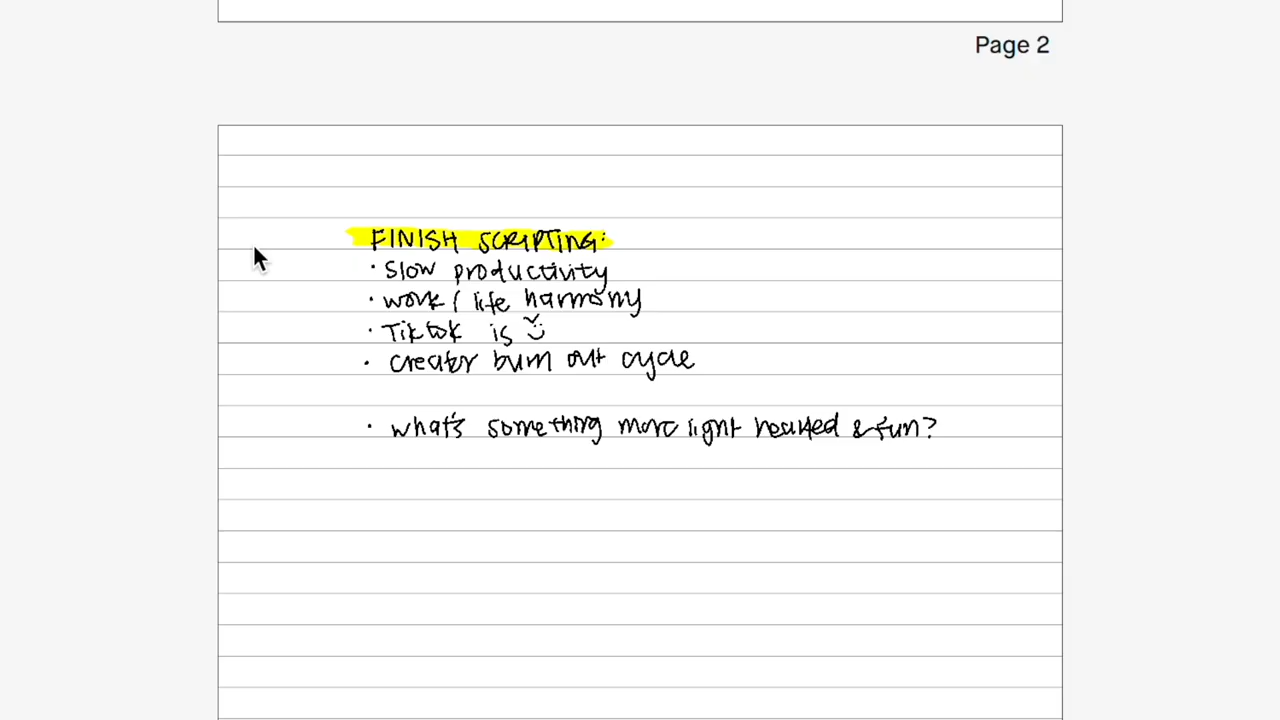 Page 2
FINISH SCRIPTING:
· Slow productivity
· work / life harmony
· Tiktok is
· creator burn out cycle
· what's something more light hearted & fun?